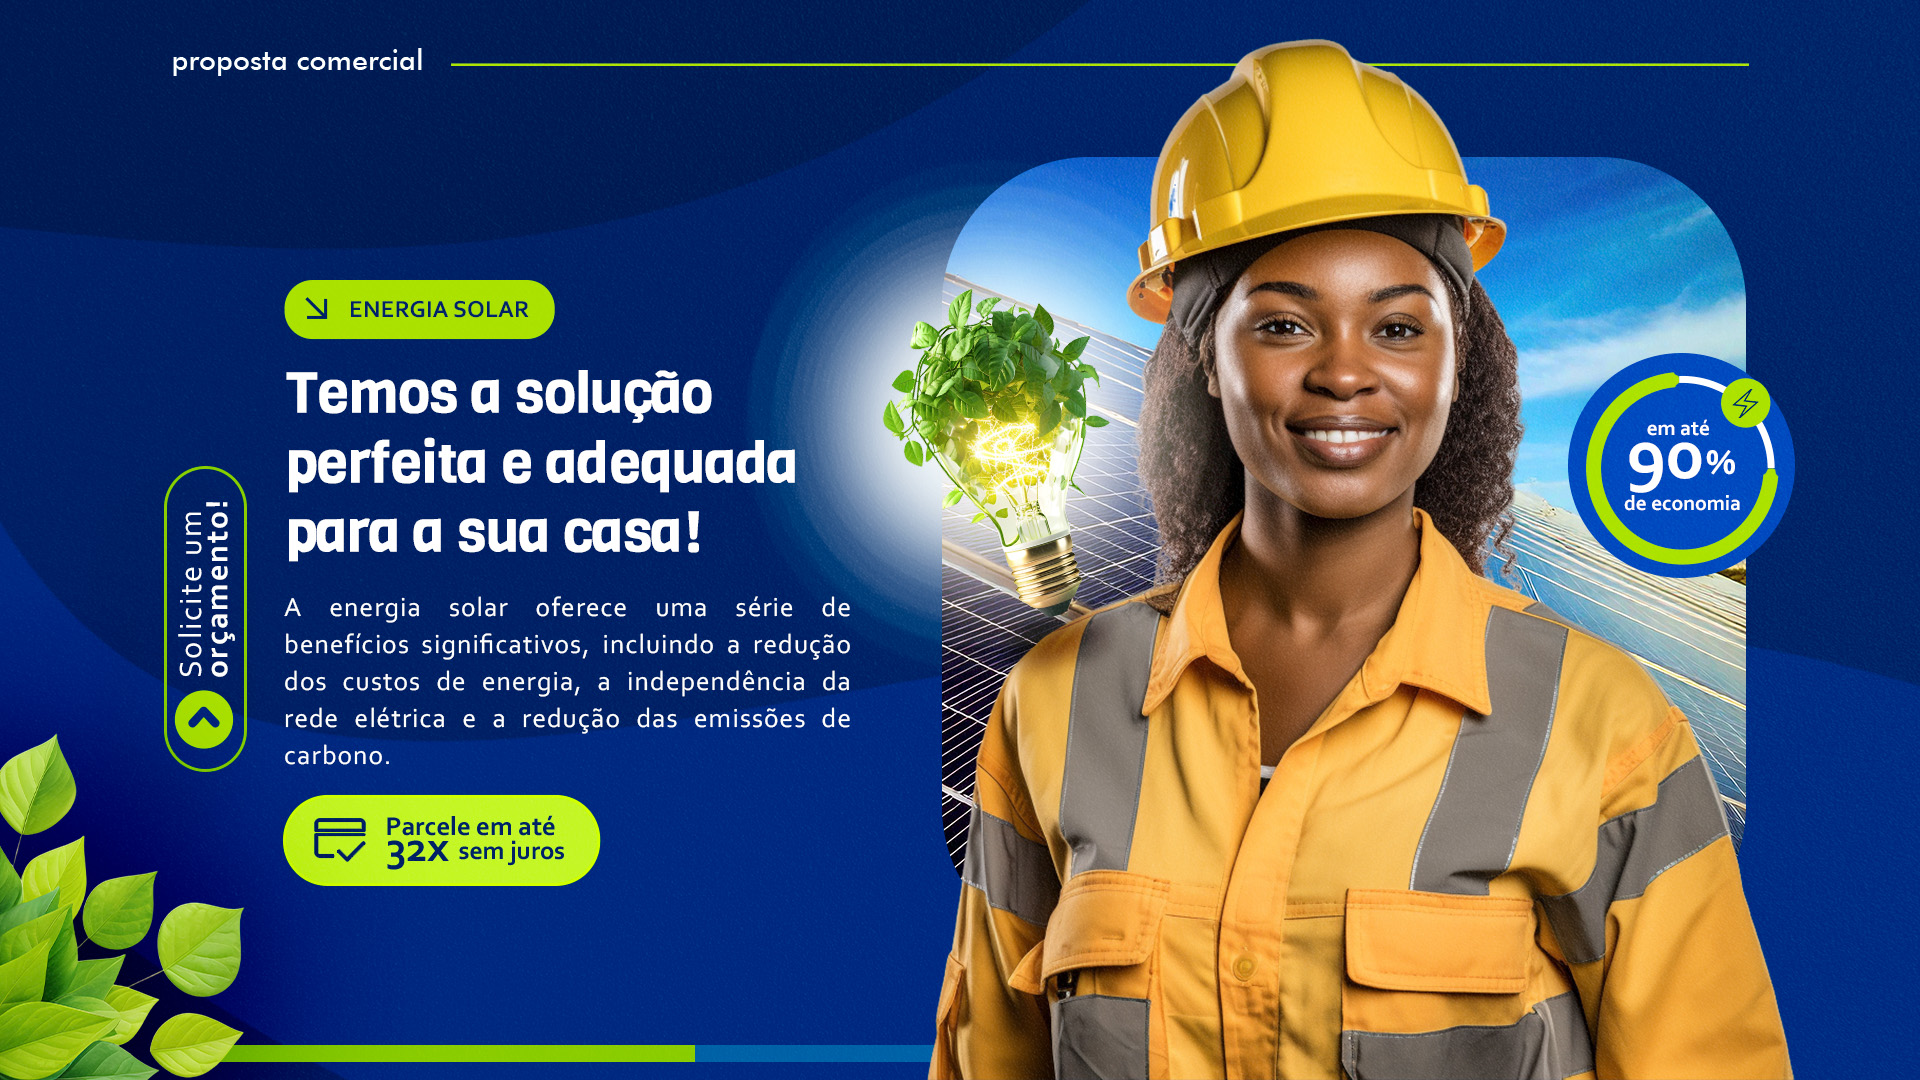 proposta comercial
ENERGIA SOLAR
Temos a solução
perfeita e adequada
para a sua casa!
Solicite um
orçamento!
A energia solar oferece uma série de
benefícios significativos, incluindo a redução
dos custos de energia, a independência da
rede elétrica e a redução das emissões de
carbono.
Parcele em até
32x sem juros
em até
90%
de economia